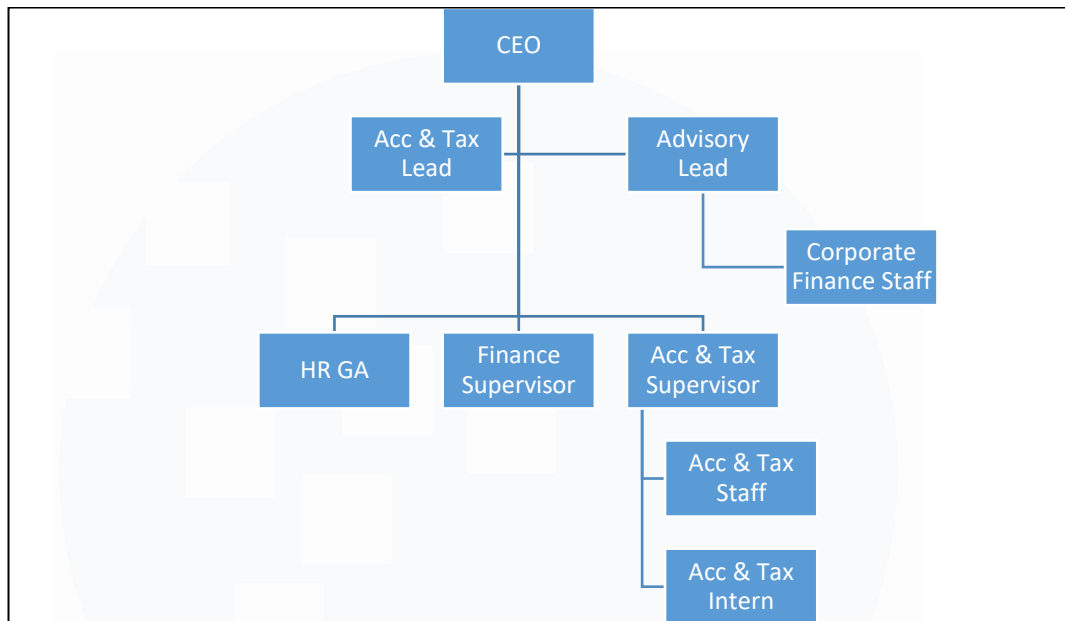 CEO
Acc & Tax
Lead
Advisory
Lead
Corporate
Finance Staff
HR GA
Finance
Supervisor
Acc & Tax
Supervisor
Acc & Tax
Staff
Acc & Tax
Intern